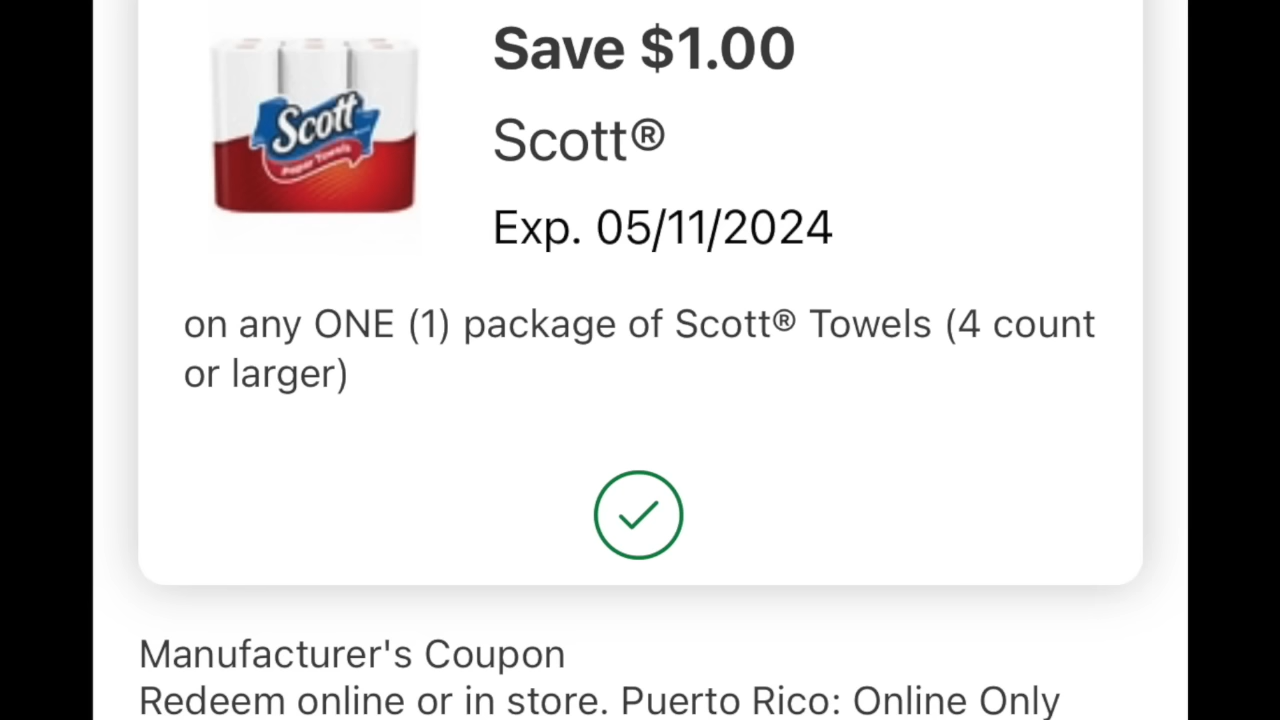 Save $1.00
Scott®
Scott
Paper Towels
Exp. 05/11/2024
on any ONE (1) package of Scott® Towels (4 count
or larger)
Manufacturer's Coupon
Redeem online or in store. Puerto Rico: Online Only